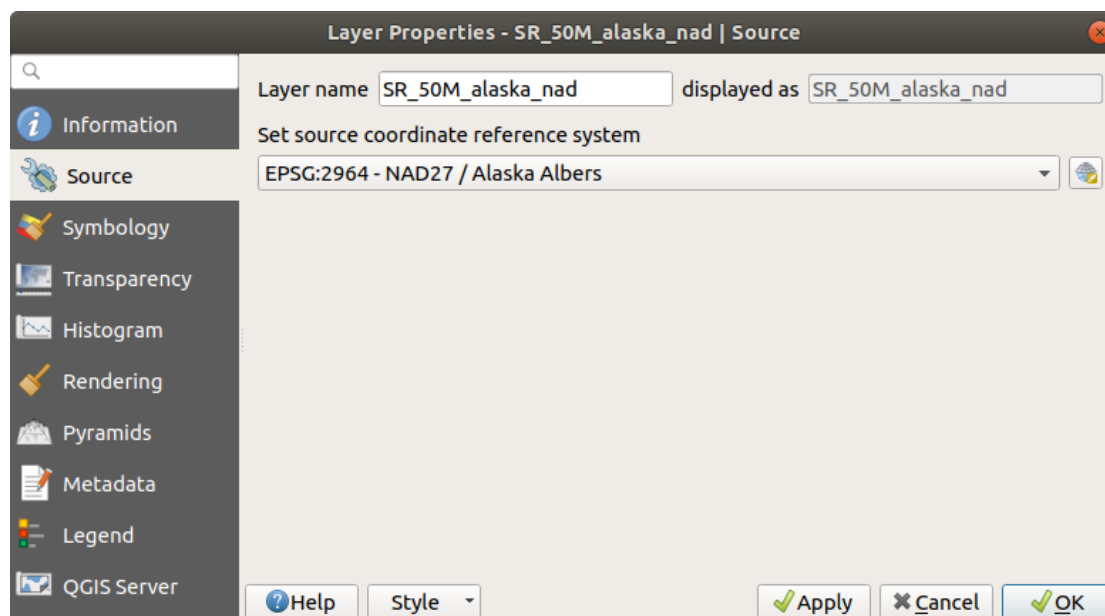 Layer Properties - SR_50M_alaska_nad | Source
Layer name SR_50M_alaska_nad displayed as SR_50M_alaska_nad
Set source coordinate reference system
EPSG:2964 - NAD27 / Alaska Albers
Information
Source
Symbology
Transparency
Histogram
Rendering
Pyramids
Metadata
Legend
QGIS Server
Help Style Apply Cancel OK